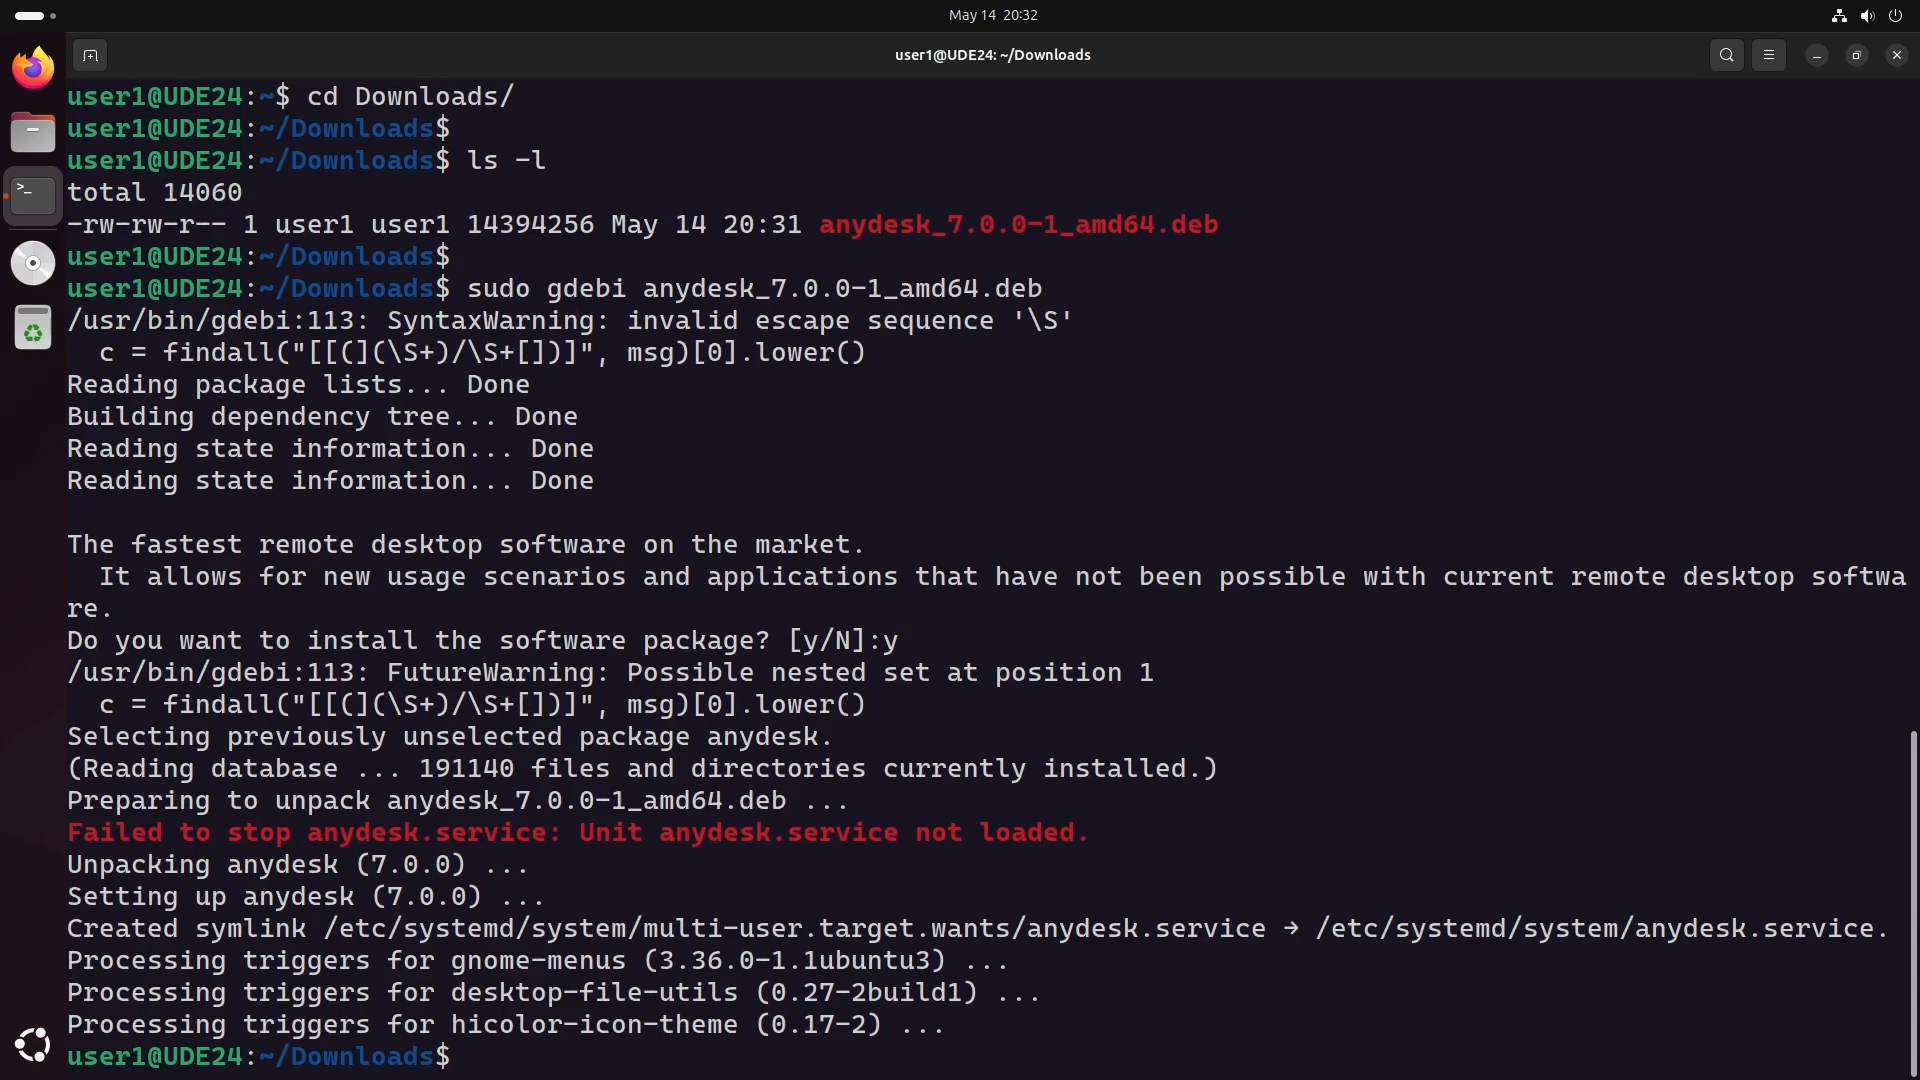 May 14 20:32
user1@UDE24: ~/Downloads
user1@UDE24:~$ cd Downloads/
user1@UDE24:~/Downloads$
user1@UDE24:~/Downloads$ ls -l
total 14060
-rw-rw-r-- 1 user1 user1 14394256 May 14 20:31 anydesk_7.0.0-1_amd64.deb
user1@UDE24:~/Downloads$
user1@UDE24:~/Downloads$ sudo gdebi anydesk_7.0.0-1_amd64.deb
/usr/bin/gdebi:113: SyntaxWarning: invalid escape sequence '\S'
  c = findall("[[(](\S+)/\S+[])]", msg)[0].lower()
Reading package lists... Done
Building dependency tree... Done
Reading state information... Done
Reading state information... Done
The fastest remote desktop software on the market.
  It allows for new usage scenarios and applications that have not been possible with current remote desktop softwa
re.
Do you want to install the software package? [y/N]:y
/usr/bin/gdebi:113: FutureWarning: Possible nested set at position 1
  c = findall("[[(](\S+)/\S+[])]", msg)[0].lower()
Selecting previously unselected package anydesk.
(Reading database ... 191140 files and directories currently installed.)
Preparing to unpack anydesk_7.0.0-1_amd64.deb ...
Failed to stop anydesk.service: Unit anydesk.service not loaded.
Unpacking anydesk (7.0.0) ...
Setting up anydesk (7.0.0) ...
Created symlink /etc/systemd/system/multi-user.target.wants/anydesk.service → /etc/systemd/system/anydesk.service.
Processing triggers for gnome-menus (3.36.0-1.1ubuntu3) ...
Processing triggers for desktop-file-utils (0.27-2build1) ...
Processing triggers for hicolor-icon-theme (0.17-2) ...
user1@UDE24:~/Downloads$